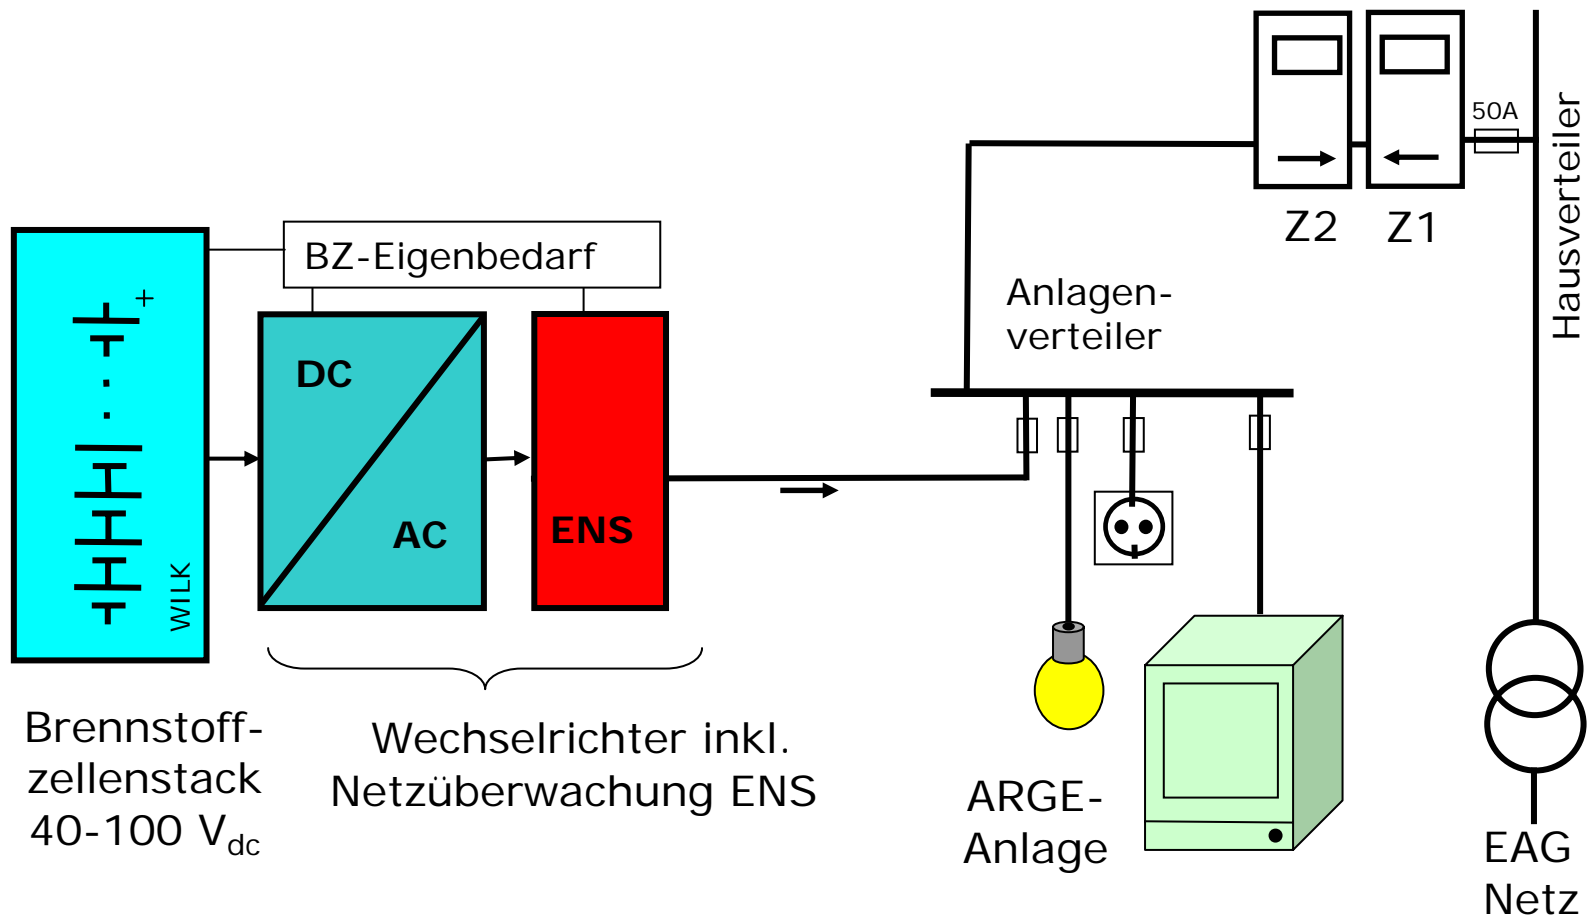 50A
Hausverteiler
Z2
Z1
BZ-Eigenbedarf
Anlagen-
verteiler
+
DC
AC
ENS
WILK
Brennstoff-
zellenstack
40-100 Vdc
Wechselrichter inkl.
Netzüberwachung ENS
ARGE-
Anlage
EAG
Netz